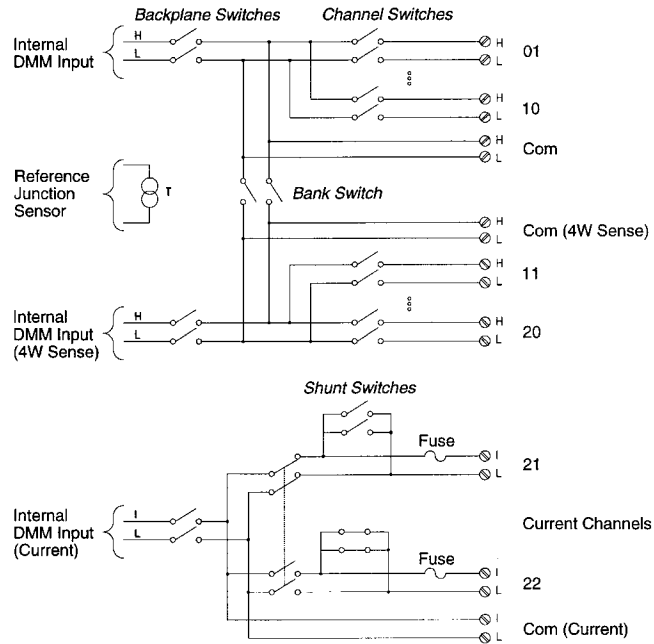 Backplane Switches
Channel Switches
Internal
DMM Input
H
L
H
L
01
H
L
10
H
L
Com
Reference
Junction
Sensor
T
Bank Switch
H
L
Com (4W Sense)
H
L
11
Internal
DMM Input
(4W Sense)
H
L
H
L
20
Shunt Switches
Fuse
I
L
21
Internal
DMM Input
(Current)
I
L
Current Channels
Fuse
I
L
22
I
L
Com (Current)